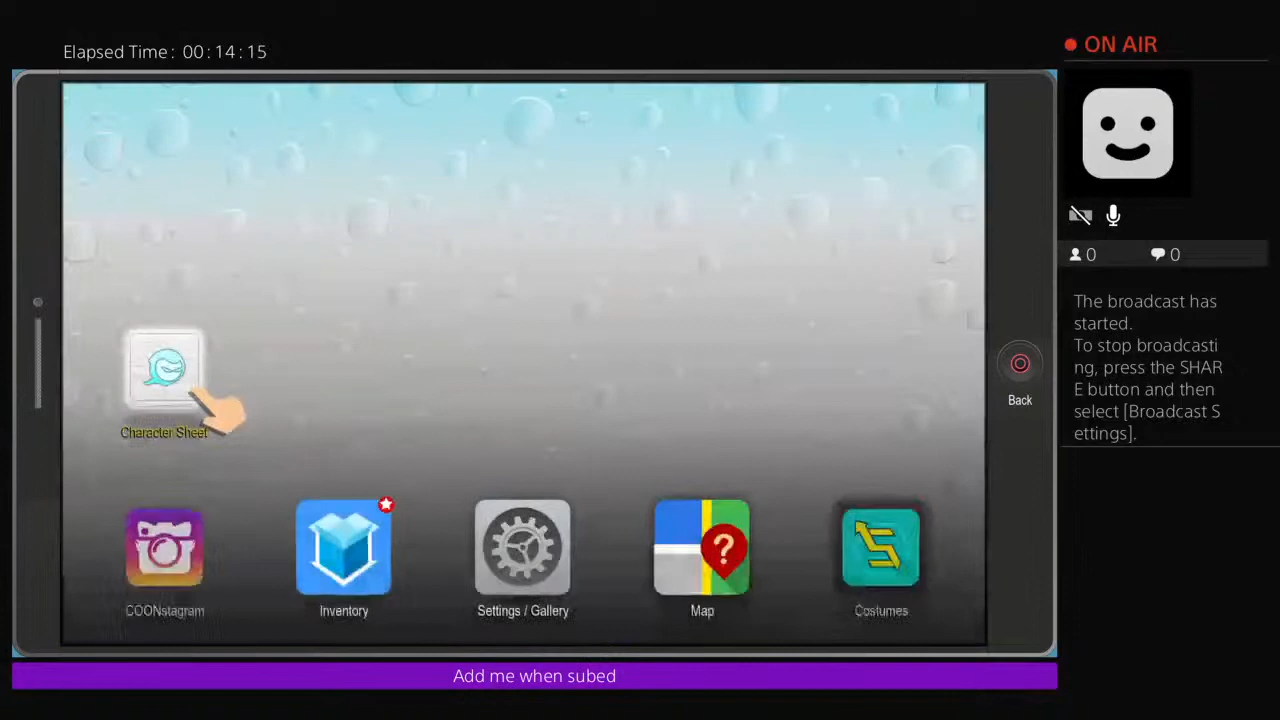 Elapsed Time: 00:14:15
ON AIR
0 0
The broadcast has
started.
To stop broadcasti
ng, press the SHAR
E button and then
select [Broadcast S
ettings].
Back
Character Sheet
COONstagram
Inventory
Settings / Gallery
?
Map
Costumes
Add me when subed